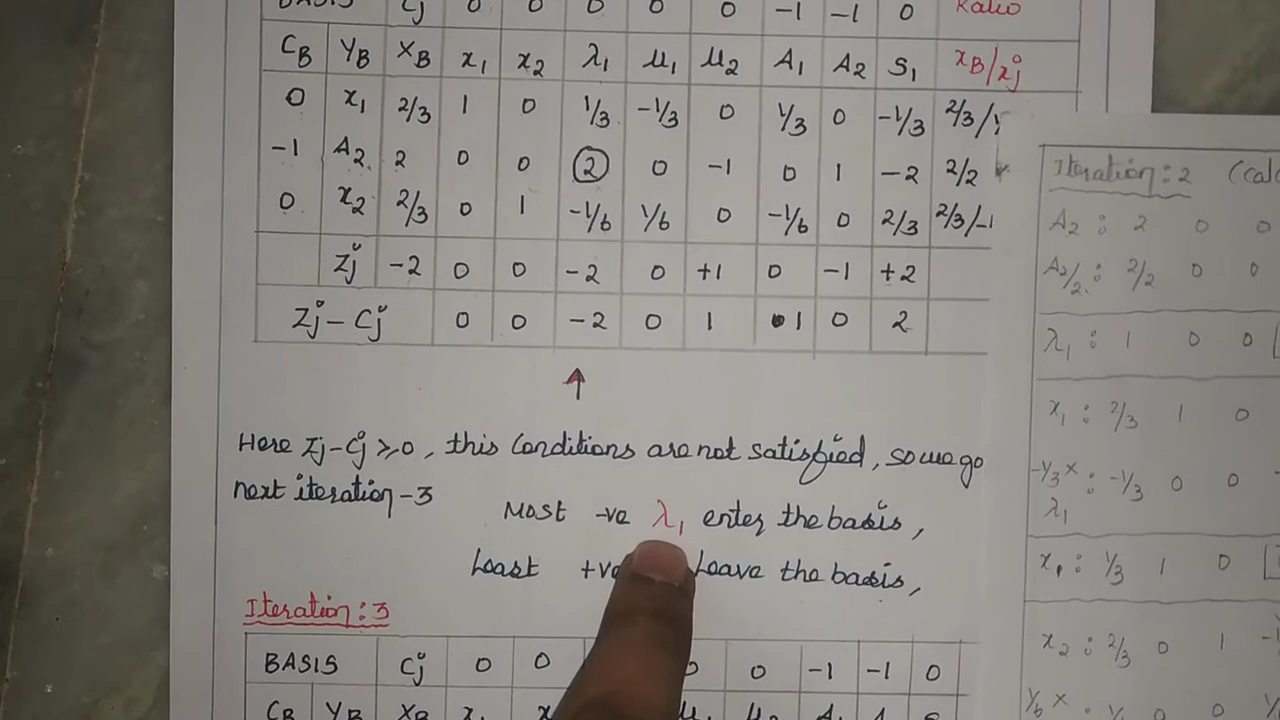 BASIS Cj 0 0 0 0 0 -1 -1 0 Ratio
CB YB XB x1 x2 λ1 μ1 μ2 A1 A2 S1 xB/xj
0 x1 2/3 1 0 1/3 -1/3 0 1/3 0 -1/3 2/3/
-1 A2 2 0 0 2 0 -1 0 1 -2 2/2
0 x2 2/3 0 1 -1/6 1/6 0 -1/6 0 2/3 2/3/-1
Zj -2 0 0 -2 0 +1 0 -1 +2
Zj-Cj 0 0 -2 0 1 1 0 2
↑
Here Zj-Cj ≥0, this conditions are not satisfied, so we go
next iteration-3
Most -ve λ1 enter the basis,
Least +ve Leave the basis,
Iteration: 3
BASIS Cj 0 0 0 0 -1 -1 0
CB YB XB x1
Iteration: 2
A2 : 2 0 0
A2/2 : 2/2 0 0
λ1 : 1 0 0
x1 : 2/3 1 0
-1/3 × : -1/3 0 0
λ1
x1 : 1/3 1 0
x2 : 2/3 0 1
1/6 ×